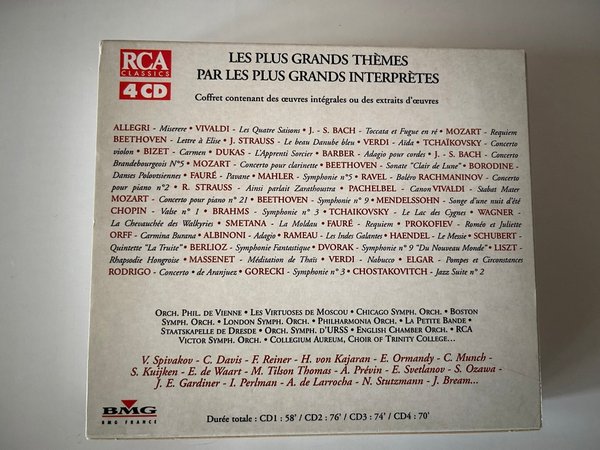 RCA
CLASSICS
4 CD
LES PLUS GRANDS THÈMES
PAR LES PLUS GRANDS INTERPRÈTES
Coffret contenant des œuvres intégrales ou des extraits d'œuvres
ALLEGRI - Miserere • VIVALDI - Les Quatre Saisons • J. - S. BACH - Toccata et Fugue en ré • MOZART - Requiem
BEETHOVEN - Lettre à Elise • J. STRAUSS - Le beau Danube bleu • VERDI - Aïda • TCHAÏKOVSKY - Concerto
violon • BIZET - Carmen • DUKAS - L'Apprenti Sorcier • BARBER - Adagio pour cordes • J. - S. BACH - Concerto
Brandebourgeois N°5 • MOZART - Concerto pour clarinette • BEETHOVEN - Sonate "Clair de Lune" • BORODINE -
Danses Polovtsiennes • FAURÉ - Pavane • MAHLER - Symphonie n°5 • RAVEL - Boléro RACHMANINOV - Concerto
pour piano n°2 • R. STRAUSS - Ainsi parlait Zarathoustra • PACHELBEL - Canon VIVALDI - Stabat Mater
MOZART - Concerto pour piano n° 21 • BEETHOVEN - Symphonie n° 9 • MENDELSSOHN - Songe d'une nuit d'été
CHOPIN - Valse n° 1 • BRAHMS - Symphonie n° 3 • TCHAIKOVSKY - Le Lac des Cygnes • WAGNER -
La Chevauchée des Walkyries • SMETANA - La Moldau • FAURÉ - Requiem • PROKOFIEV - Roméo et Juliette
ORFF - Carmina Burana • ALBINONI - Adagio • RAMEAU - Les Indes Galantes • HAENDEL - Le Messie • SCHUBERT -
Quintette "La Truite" • BERLIOZ - Symphonie Fantastique • DVORAK - Symphonie n° 9 "Du Nouveau Monde" • LISZT -
Rhapsodie Hongroise • MASSENET - Méditation de Thaïs • VERDI - Nabucco • ELGAR - Pompes et Circonstances
RODRIGO - Concerto • de Aranjuez • GORECKI - Symphonie n° 3 • CHOSTAKOVITCH - Jazz Suite n° 2
ORCH. PHIL. DE VIENNE • LES VIRTUOSES DE MOSCOU • CHICAGO SYMPH. ORCH. • BOSTON
SYMPH. ORCH. • LONDON SYMPH. ORCH. • PHILHARMONIA ORCH. • LA PETITE BANDE •
STAATSKAPELLE DE DRESDE • ORCH. SYMPH. D'URSS • ENGLISH CHAMBER ORCH. • RCA
VICTOR SYMPH. ORCH. • COLLEGIUM AUREUM, CHOIR OF TRINITY COLLEGE...
V. Spivakov - C. Davis - F. Reiner - H. von Kajaran - E. Ormandy - C. Munch -
S. Kuijken - E. de Waart - M. Tilson Thomas - A. Prévin - E. Svetlanov - S. Ozawa -
J. E. Gardiner - I. Perlman - A. de Larrocha - N. Stutzmann - J. Bream...
BMG
BMG FRANCE
Durée totale : CD1 : 58' / CD2 : 76' / CD3 : 74' / CD4 : 70'